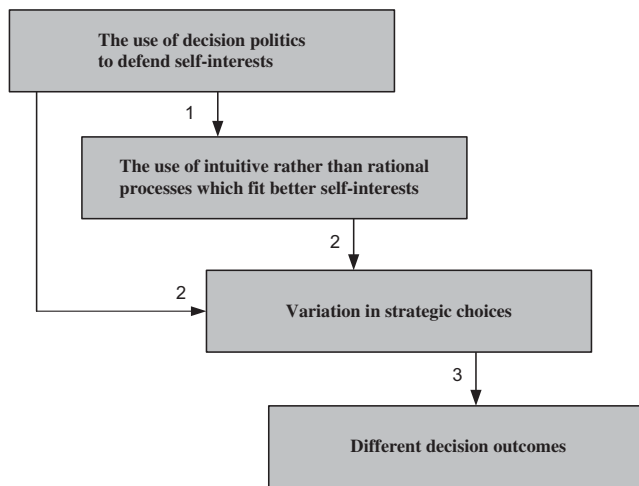 The use of decision politics
to defend self-interests
1
The use of intuitive rather than rational
processes which fit better self-interests
2
2
Variation in strategic choices
3
Different decision outcomes